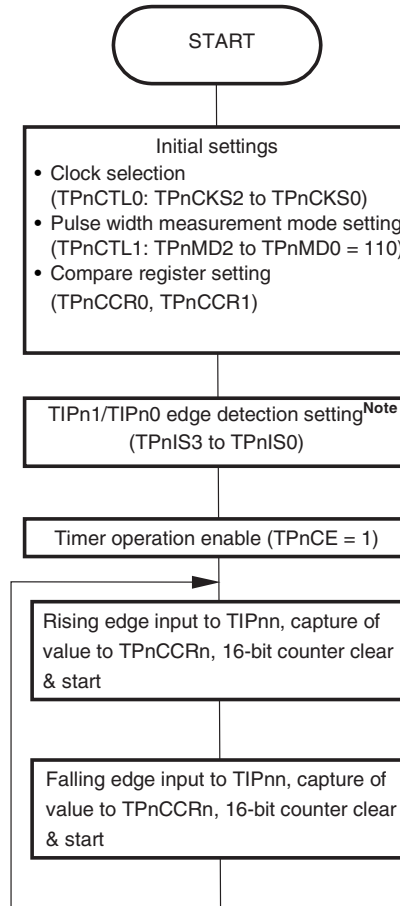 START
Initial settings
• Clock selection
(TPnCTL0: TPnCKS2 to TPnCKS0)
• Pulse width measurement mode setting
(TPnCTL1: TPnMD2 to TPnMD0 = 110)
• Compare register setting
(TPnCCR0, TPnCCR1)
TIPn1/TIPn0 edge detection setting Note
(TPnIS3 to TPnIS0)
Timer operation enable (TPnCE = 1)
Rising edge input to TIPnn, capture of
value to TPnCCRn, 16-bit counter clear
& start
Falling edge input to TIPnn, capture of
value to TPnCCRn, 16-bit counter clear
& start